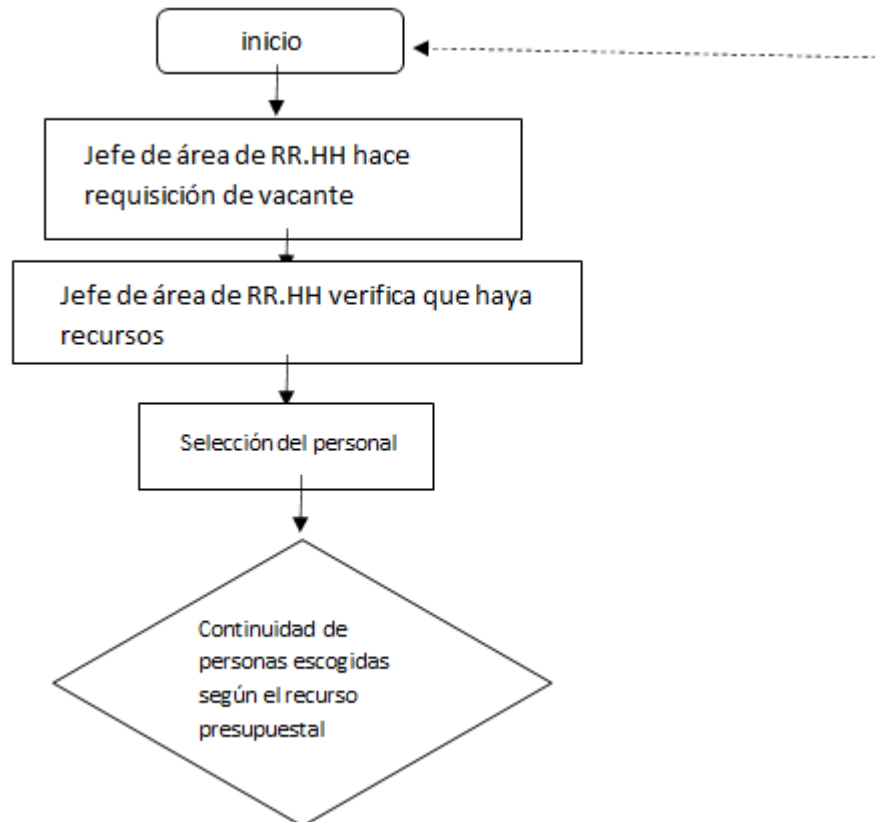 inicio
Jefe de área de RR.HH hace
requisición de vacante
Jefe de área de RR.HH verifica que haya
recursos
Selección del personal
Continuidad de
personas escogidas
según el recurso
presupuestal